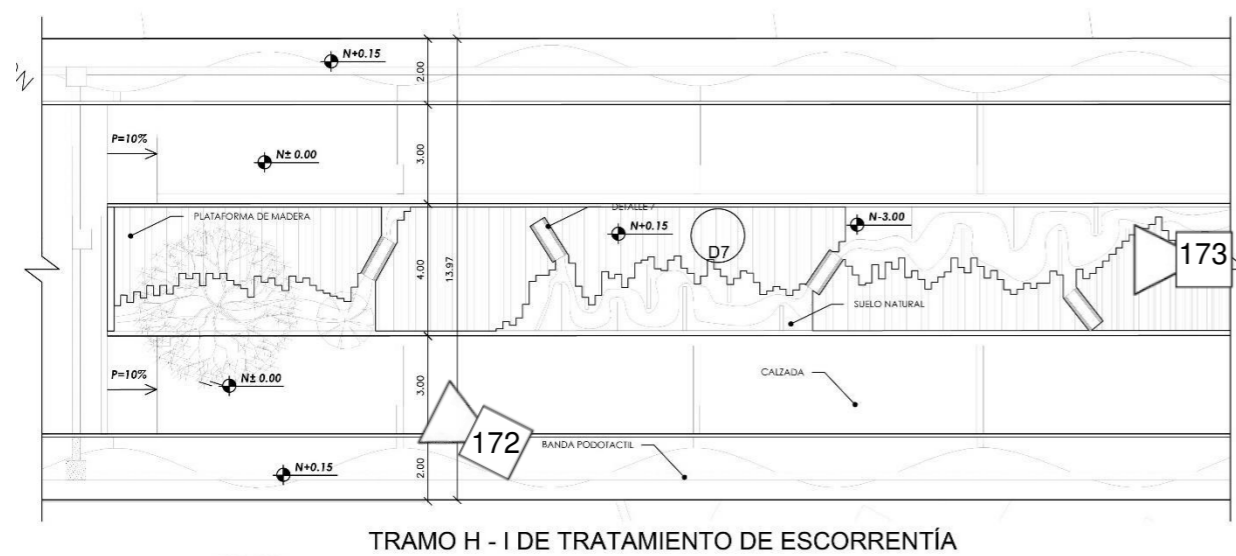 N+0.15
2.00
P=10%
N± 0.00
3.00
PLATAFORMA DE MADERA
DETALLE 7
N+0.15
D7
N-3.00
173
4.00
13.97
SUELO NATURAL
P=10%
N± 0.00
3.00
CALZADA
172
BANDA PODOTACTIL
N+0.15
2.00
TRAMO H - I DE TRATAMIENTO DE ESCORRENTÍA